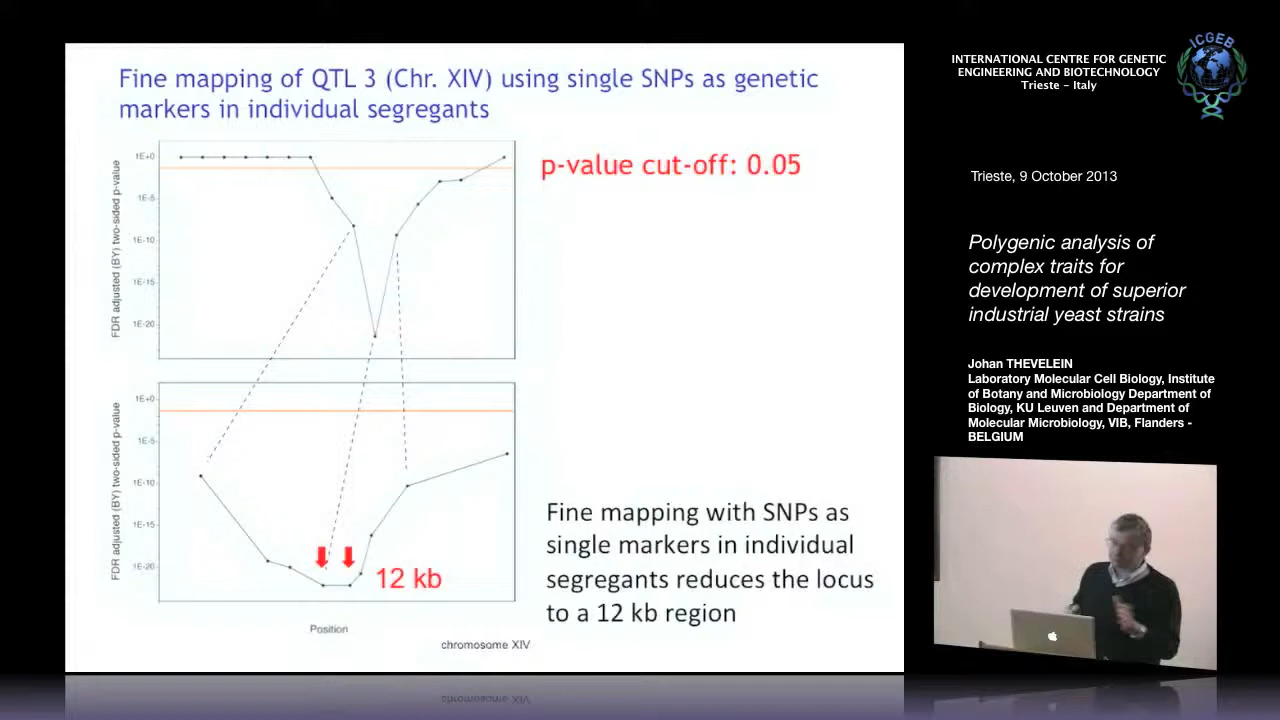 Fine mapping of QTL 3 (Chr. XIV) using single SNPs as genetic
markers in individual segregants
p-value cut-off: 0.05
FDR adjusted (BY) two-sided p-value
1E+0
1E-5
1E-10
1E-15
1E-20
FDR adjusted (BY) two-sided p-value
1E+0
1E-5
1E-10
1E-15
1E-20
12 kb
Position
chromosome XIV
Fine mapping with SNPs as
single markers in individual
segregants reduces the locus
to a 12 kb region
INTERNATIONAL CENTRE FOR GENETIC
ENGINEERING AND BIOTECHNOLOGY
Trieste - Italy
ICGEB
Trieste, 9 October 2013
Polygenic analysis of
complex traits for
development of superior
industrial yeast strains
Johan THEVELEIN
Laboratory Molecular Cell Biology, Institute
of Botany and Microbiology Department of
Biology, KU Leuven and Department of
Molecular Microbiology, VIB, Flanders -
BELGIUM